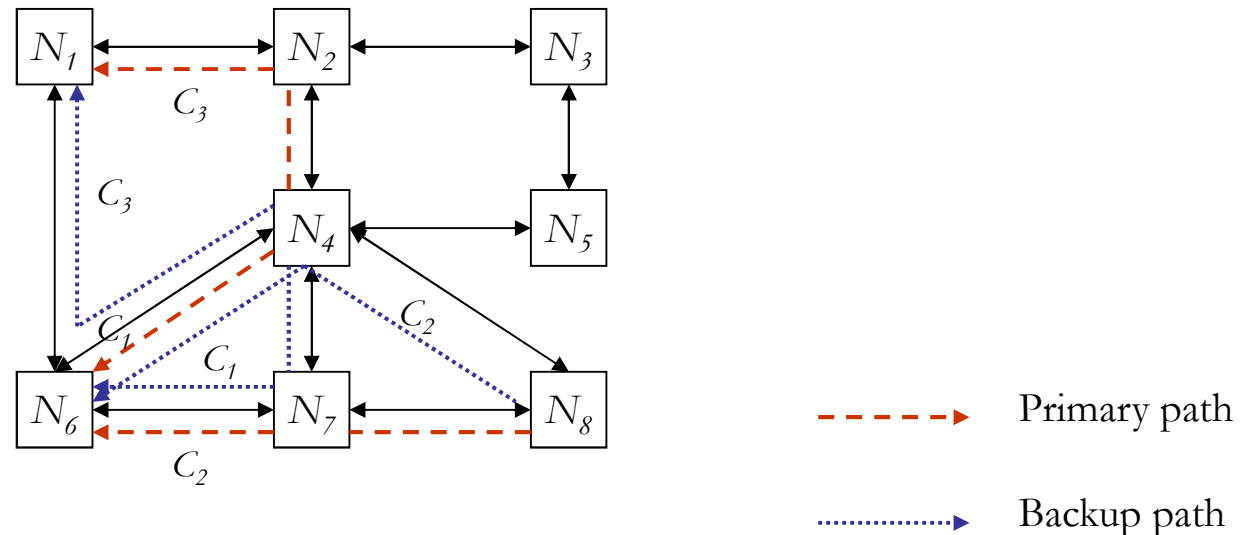 N1 N2 N3
C3
C3
N4 N5
C1 C2
C1
N6 N7 N8
Primary path
C2
Backup path